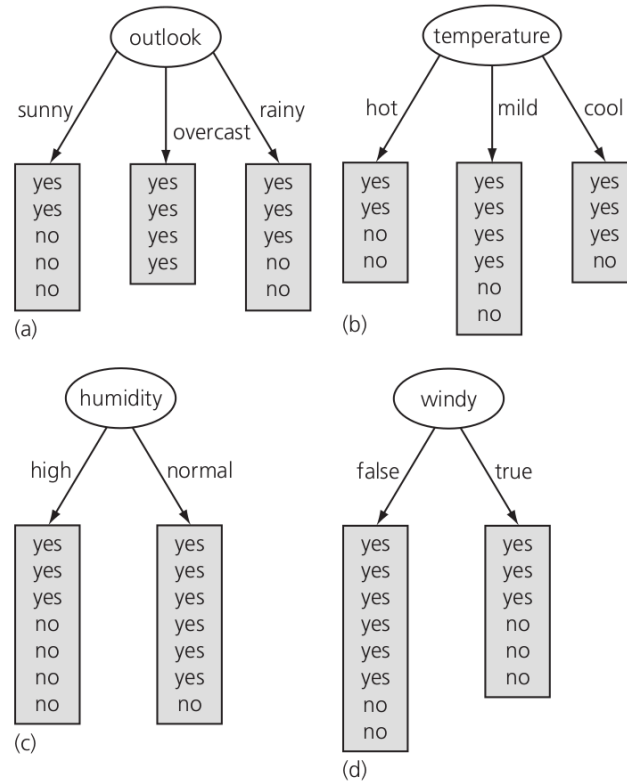 outlook
sunny
overcast
rainy
yes
yes
no
no
no
yes
yes
yes
yes
yes
yes
yes
no
no
(a)
temperature
hot
mild
cool
yes
yes
no
no
yes
yes
yes
yes
no
no
yes
yes
yes
no
(b)
humidity
high
normal
yes
yes
yes
no
no
no
no
yes
yes
yes
yes
yes
yes
no
(c)
windy
false
true
yes
yes
yes
yes
yes
yes
no
no
yes
yes
yes
no
no
no
(d)